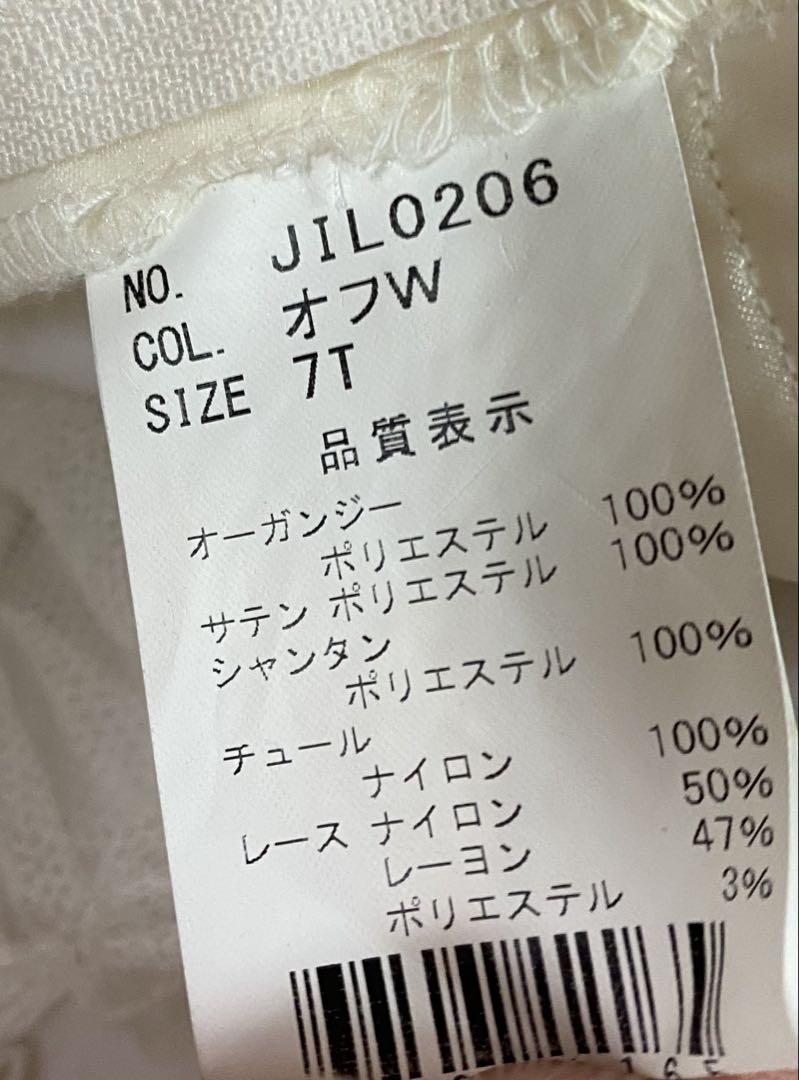 NO. JIL0206
COL. オフW
SIZE 7T
品質表示
オーガンジー
ポリエステル 100%
サテン ポリエステル 100%
シャンタン
ポリエステル 100%
チュール
ナイロン 100%
レース ナイロン 50%
レーヨン 47%
ポリエステル 3%